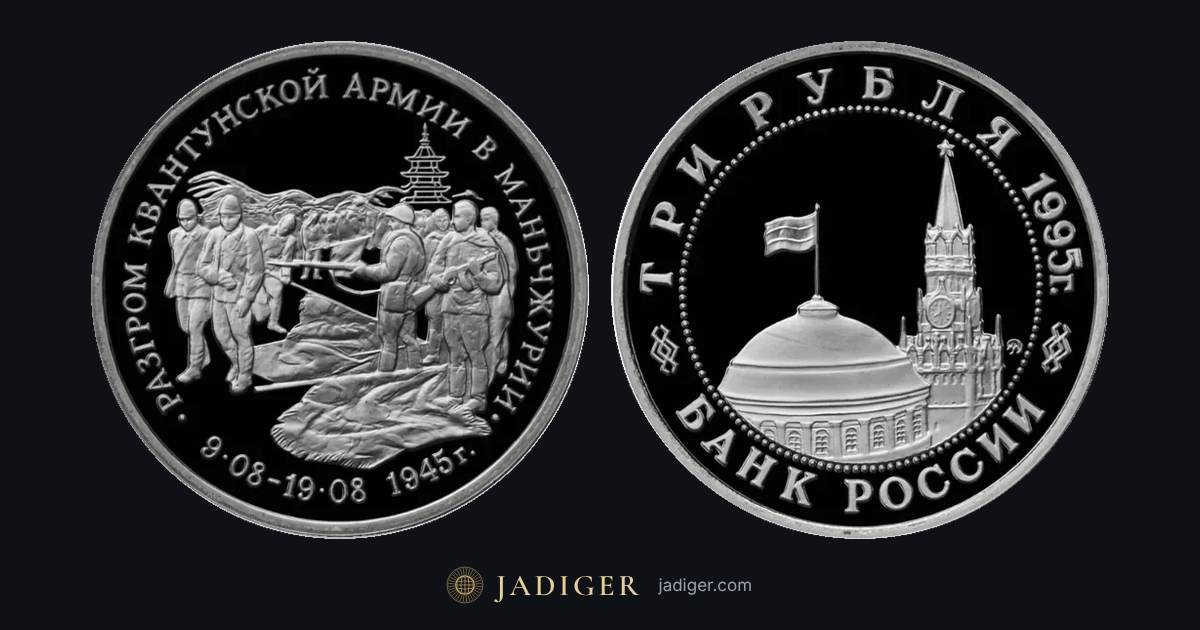 РАЗГРОМ КВАНТУНСКОЙ АРМИИ В МАНЬЧЖУРИИ
9·08-19·08 1945г.
ТРИ РУБЛЯ 1995г.
БАНК РОССИИ
JADIGER jadiger.com